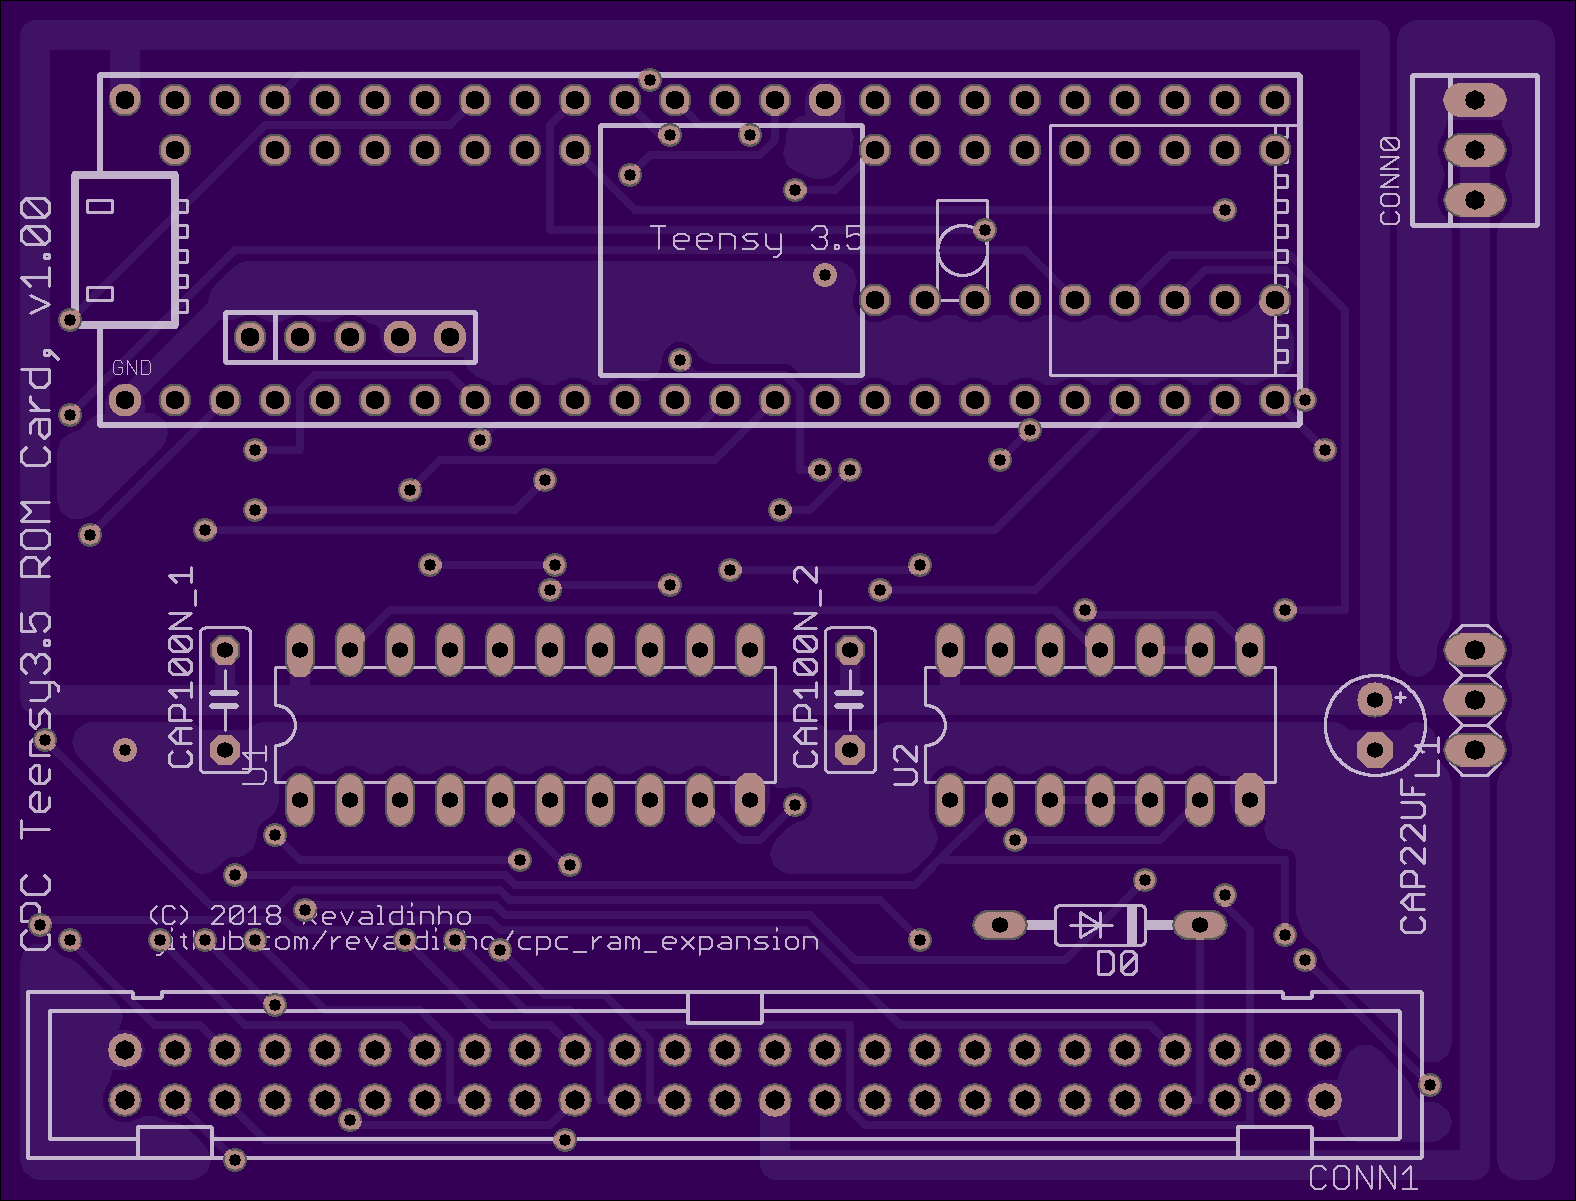 CPC Teensy3.5 ROM Card, v1.00
Teensy 3.5
CONN0
GND
CAP100N_1
U1
CAP100N_2
U2
+
L1
CAP22UF
D0
(C) 2018 Revaldinho
github.com/revaldinho/cpc_ram_expansion
CONN1